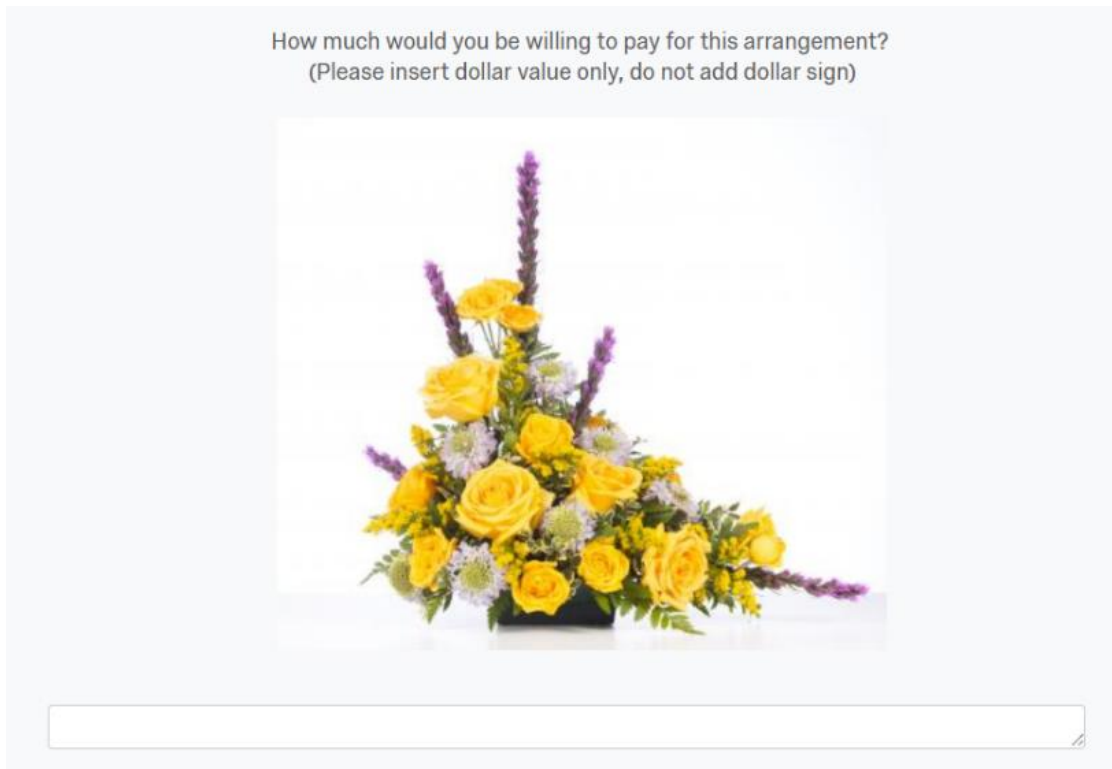 How much would you be willing to pay for this arrangement?
(Please insert dollar value only, do not add dollar sign)